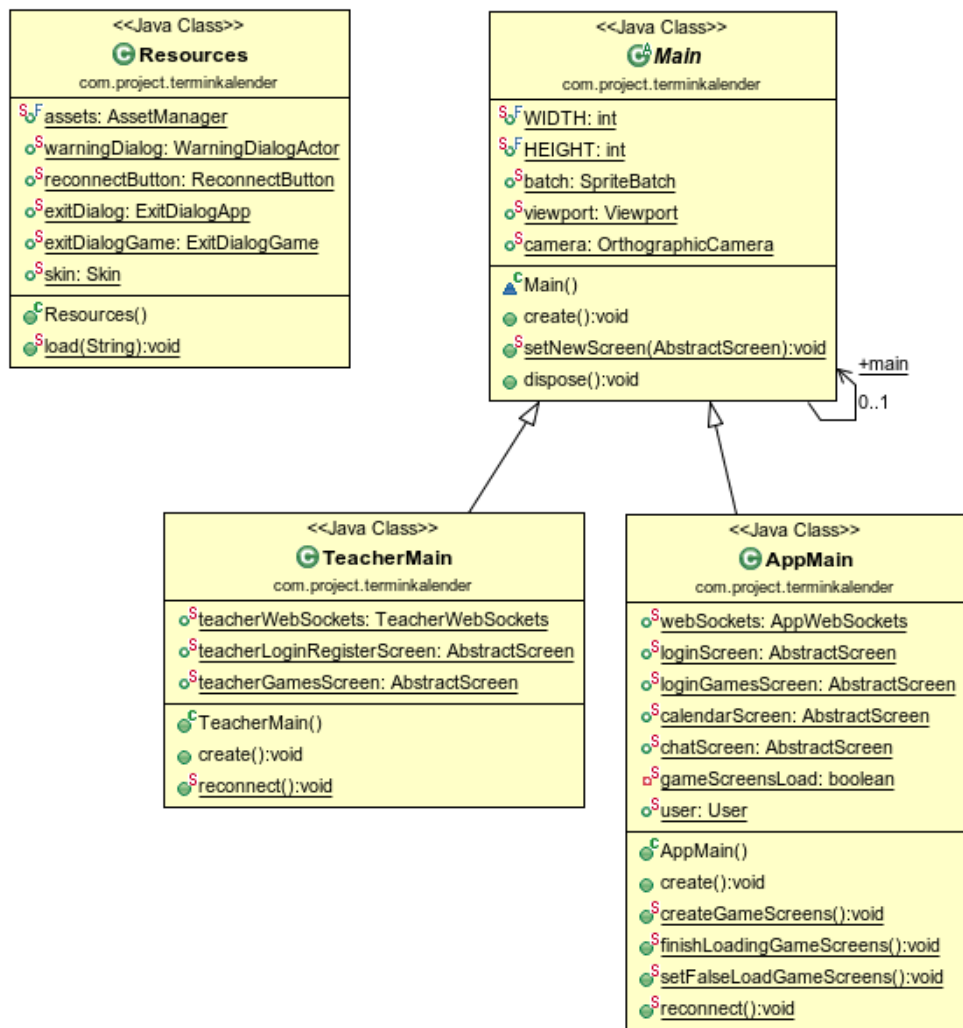 <<Java Class>>
Resources
com.project.terminkalender
assets: AssetManager
warningDialog: WarningDialogActor
reconnectButton: ReconnectButton
exitDialog: ExitDialogApp
exitDialogGame: ExitDialogGame
skin: Skin
Resources()
load(String):void
<<Java Class>>
Main
com.project.terminkalender
WIDTH: int
HEIGHT: int
batch: SpriteBatch
viewport: Viewport
camera: OrthographicCamera
Main()
create():void
setNewScreen(AbstractScreen):void
dispose():void
+main
0..1
<<Java Class>>
TeacherMain
com.project.terminkalender
teacherWebSockets: TeacherWebSockets
teacherLoginRegisterScreen: AbstractScreen
teacherGamesScreen: AbstractScreen
TeacherMain()
create():void
reconnect():void
<<Java Class>>
AppMain
com.project.terminkalender
webSockets: AppWebSockets
loginScreen: AbstractScreen
loginGamesScreen: AbstractScreen
calendarScreen: AbstractScreen
chatScreen: AbstractScreen
gameScreensLoad: boolean
user: User
AppMain()
create():void
createGameScreens():void
finishLoadingGameScreens():void
setFalseLoadGameScreens():void
reconnect():void